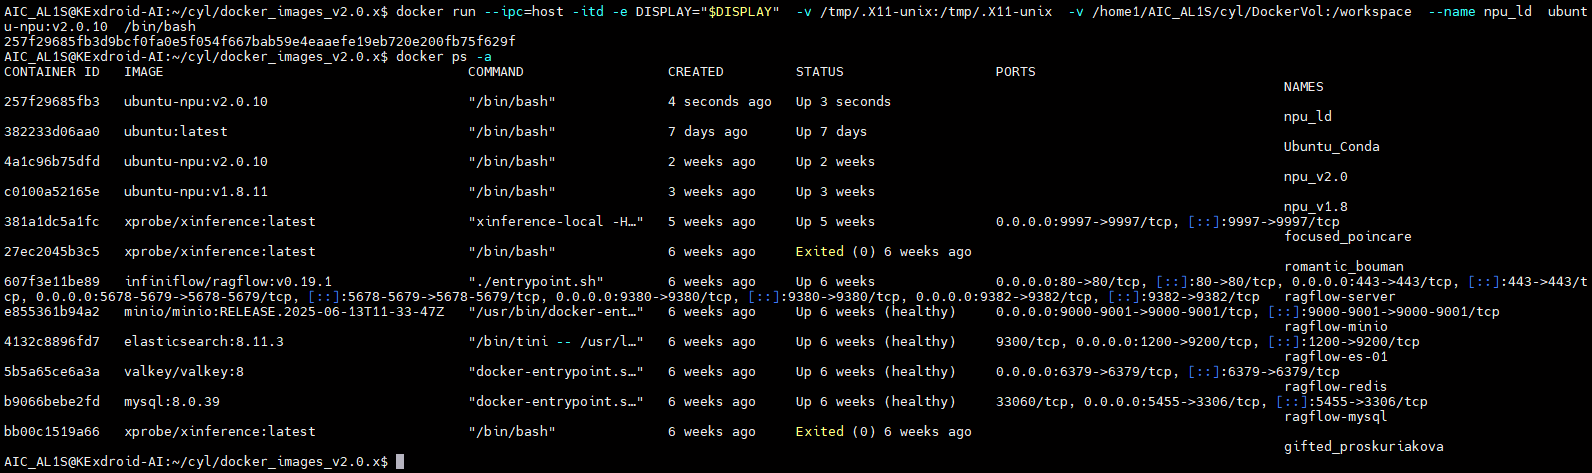 AIC_AL1S@KExdroid-AI:~/cyl/docker_images_v2.0.x$ docker run --ipc=host -itd -e DISPLAY="$DISPLAY"  -v /tmp/.X11-unix:/tmp/.X11-unix  -v /home1/AIC_AL1S/cyl/DockerVol:/workspace  --name npu_ld  ubunt
u-npu:v2.0.10  /bin/bash
257f29685fb3d9bcf0fa0e5f054f667bab59e4eaaefe19eb720e200fb75f629f
AIC_AL1S@KExdroid-AI:~/cyl/docker_images_v2.0.x$ docker ps -a
CONTAINER ID   IMAGE                                      COMMAND                  CREATED         STATUS                   PORTS
NAMES
257f29685fb3   ubuntu-npu:v2.0.10                         "/bin/bash"              4 seconds ago   Up 3 seconds
npu_ld
382233d06aa0   ubuntu:latest                              "/bin/bash"              7 days ago      Up 7 days
Ubuntu_Conda
4a1c96b75dfd   ubuntu-npu:v2.0.10                         "/bin/bash"              2 weeks ago     Up 2 weeks
npu_v2.0
c0100a52165e   ubuntu-npu:v1.8.11                         "/bin/bash"              3 weeks ago     Up 3 weeks
npu_v1.8
381a1dc5a1fc   xprobe/xinference:latest                   "xinference-local -H…"   5 weeks ago     Up 5 weeks               0.0.0.0:9997->9997/tcp, [::]:9997->9997/tcp
focused_poincare
27ec2045b3c5   xprobe/xinference:latest                   "/bin/bash"              6 weeks ago     Exited (0) 6 weeks ago
romantic_bouman
607f3e11be89   infiniflow/ragflow:v0.19.1                 "./entrypoint.sh"        6 weeks ago     Up 6 weeks               0.0.0.0:80->80/tcp, [::]:80->80/tcp, 0.0.0.0:443->443/tcp, [::]:443->443/t
cp, 0.0.0.0:5678-5679->5678-5679/tcp, [::]:5678-5679->5678-5679/tcp, 0.0.0.0:9380->9380/tcp, [::]:9380->9380/tcp, 0.0.0.0:9382->9382/tcp, [::]:9382->9382/tcp   ragflow-server
e855361b94a2   minio/minio:RELEASE.2025-06-13T11-33-47Z   "/usr/bin/docker-ent…"   6 weeks ago     Up 6 weeks (healthy)     0.0.0.0:9000-9001->9000-9001/tcp, [::]:9000-9001->9000-9001/tcp
ragflow-minio
4132c8896fd7   elasticsearch:8.11.3                       "/bin/tini -- /usr/l…"   6 weeks ago     Up 6 weeks (healthy)     9300/tcp, 0.0.0.0:1200->9200/tcp, [::]:1200->9200/tcp
ragflow-es-01
5b5a65ce6a3a   valkey/valkey:8                            "docker-entrypoint.s…"   6 weeks ago     Up 6 weeks (healthy)     0.0.0.0:6379->6379/tcp, [::]:6379->6379/tcp
ragflow-redis
b9066bebe2fd   mysql:8.0.39                               "docker-entrypoint.s…"   6 weeks ago     Up 6 weeks (healthy)     33060/tcp, 0.0.0.0:5455->3306/tcp, [::]:5455->3306/tcp
ragflow-mysql
bb00c1519a66   xprobe/xinference:latest                   "/bin/bash"              6 weeks ago     Exited (0) 6 weeks ago
gifted_proskuriakova
AIC_AL1S@KExdroid-AI:~/cyl/docker_images_v2.0.x$